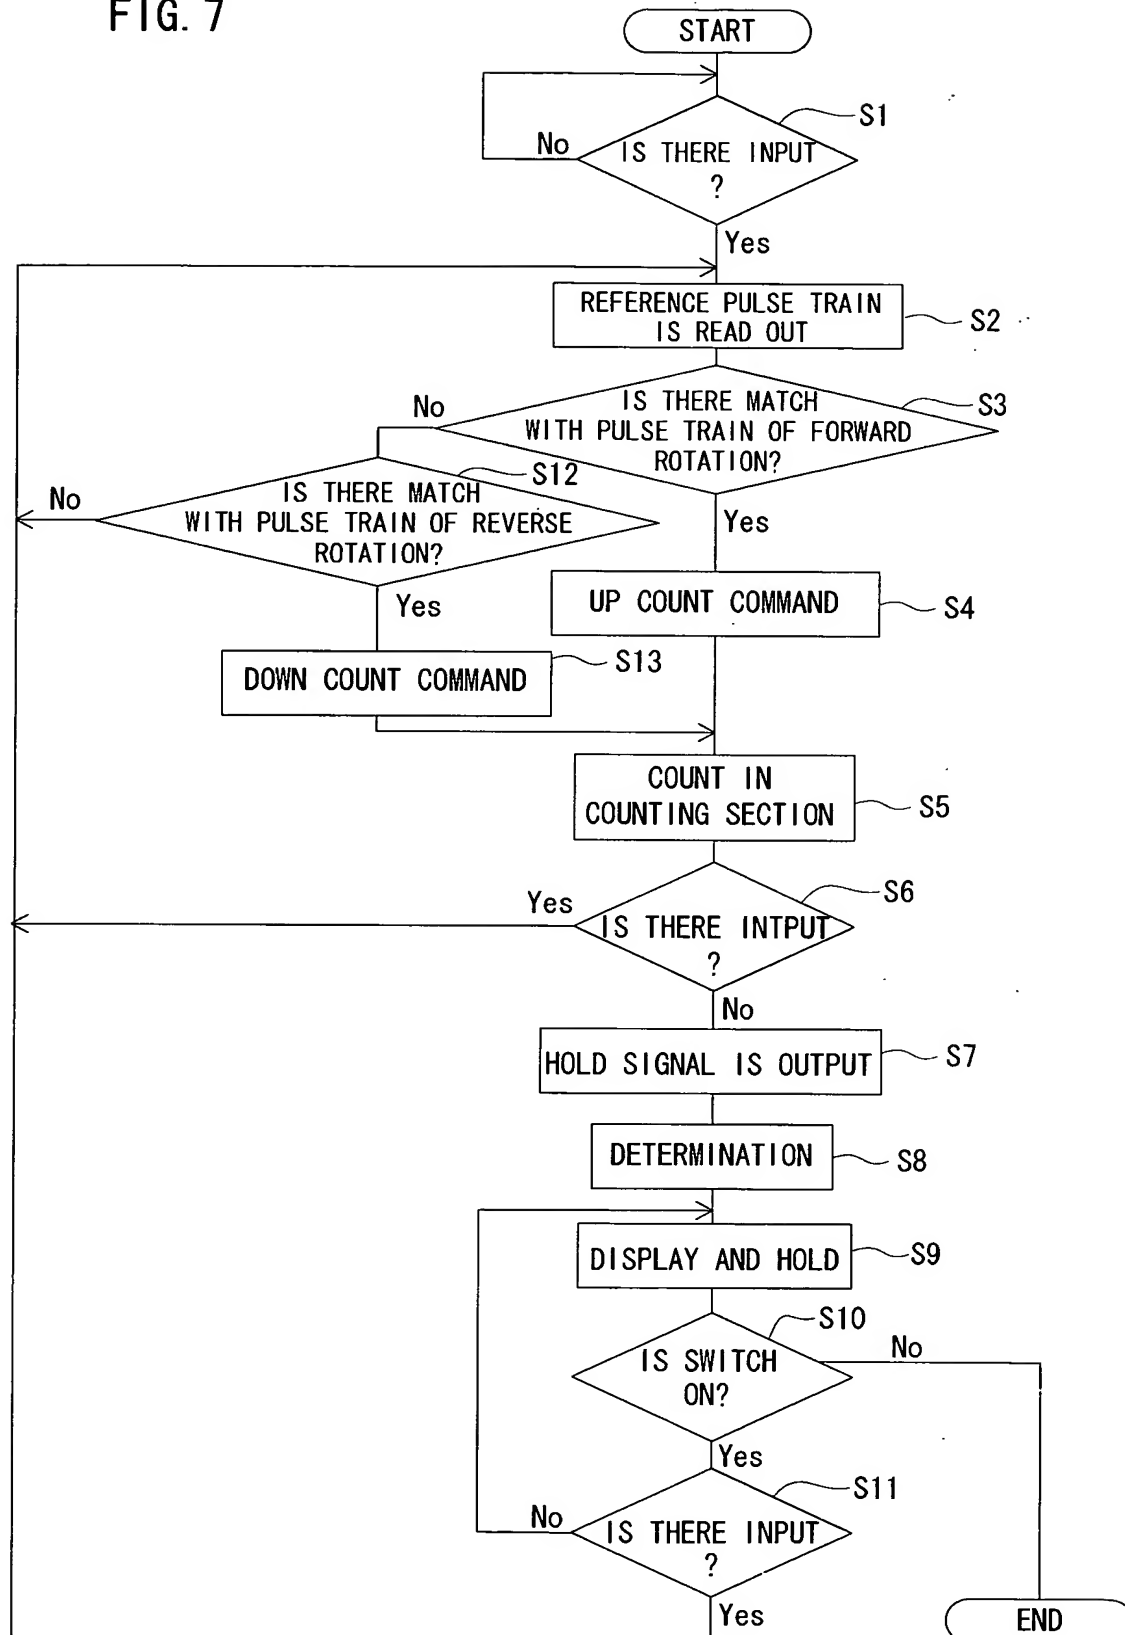 FIG. 7
START
S1
No
IS THERE INPUT
?
Yes
REFERENCE PULSE TRAIN
IS READ OUT
S2
No
IS THERE MATCH
WITH PULSE TRAIN OF FORWARD
ROTATION?
S3
No
S12
IS THERE MATCH
WITH PULSE TRAIN OF REVERSE
ROTATION?
Yes
Yes
UP COUNT COMMAND
S4
DOWN COUNT COMMAND
S13
COUNT IN
COUNTING SECTION
S5
Yes
S6
IS THERE INTPUT
?
No
HOLD SIGNAL IS OUTPUT
S7
DETERMINATION
S8
DISPLAY AND HOLD
S9
S10
IS SWITCH
ON?
No
Yes
S11
No
IS THERE INPUT
?
Yes
END